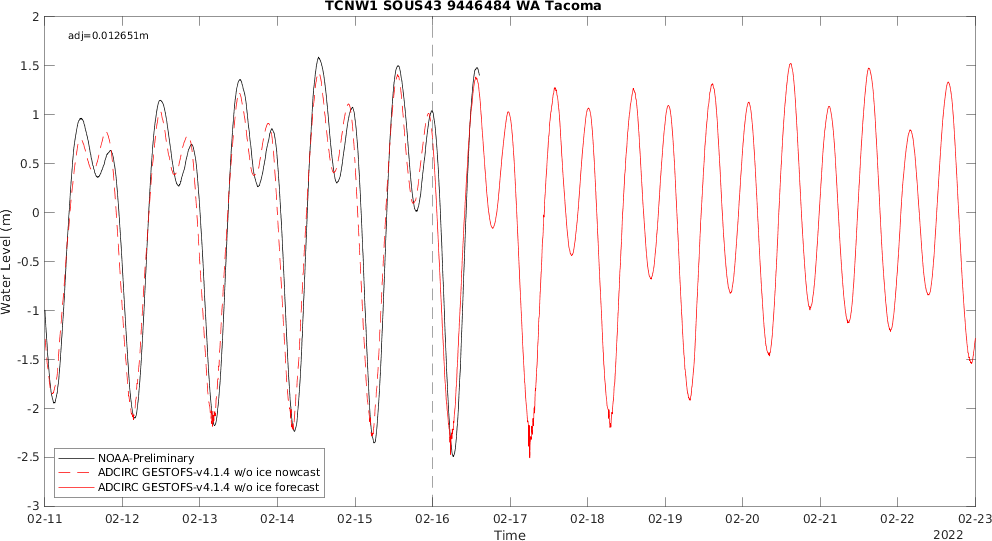 TCNW1 SOUS43 9446484 WA Tacoma
adj=0.012651m
Water Level (m)
2
1.5
1
0.5
0
-0.5
-1
-1.5
-2
-2.5
-3
NOAA-Preliminary
ADCIRC GESTOFS-v4.1.4 w/o ice nowcast
ADCIRC GESTOFS-v4.1.4 w/o ice forecast
02-11 02-12 02-13 02-14 02-15 02-16 02-17 02-18 02-19 02-20 02-21 02-22 02-23
Time
2022